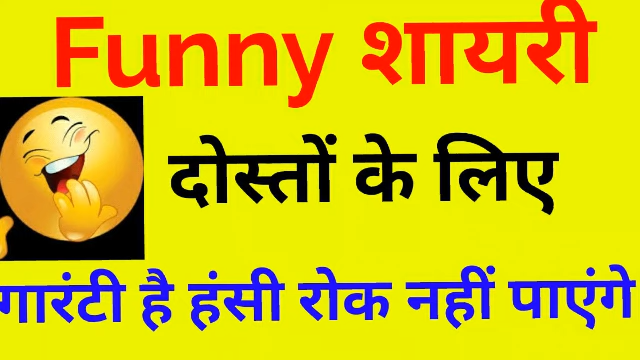 Funny शायरी
दोस्तों के लिए
गारंटी है हंसी रोक नहीं पाएंगे